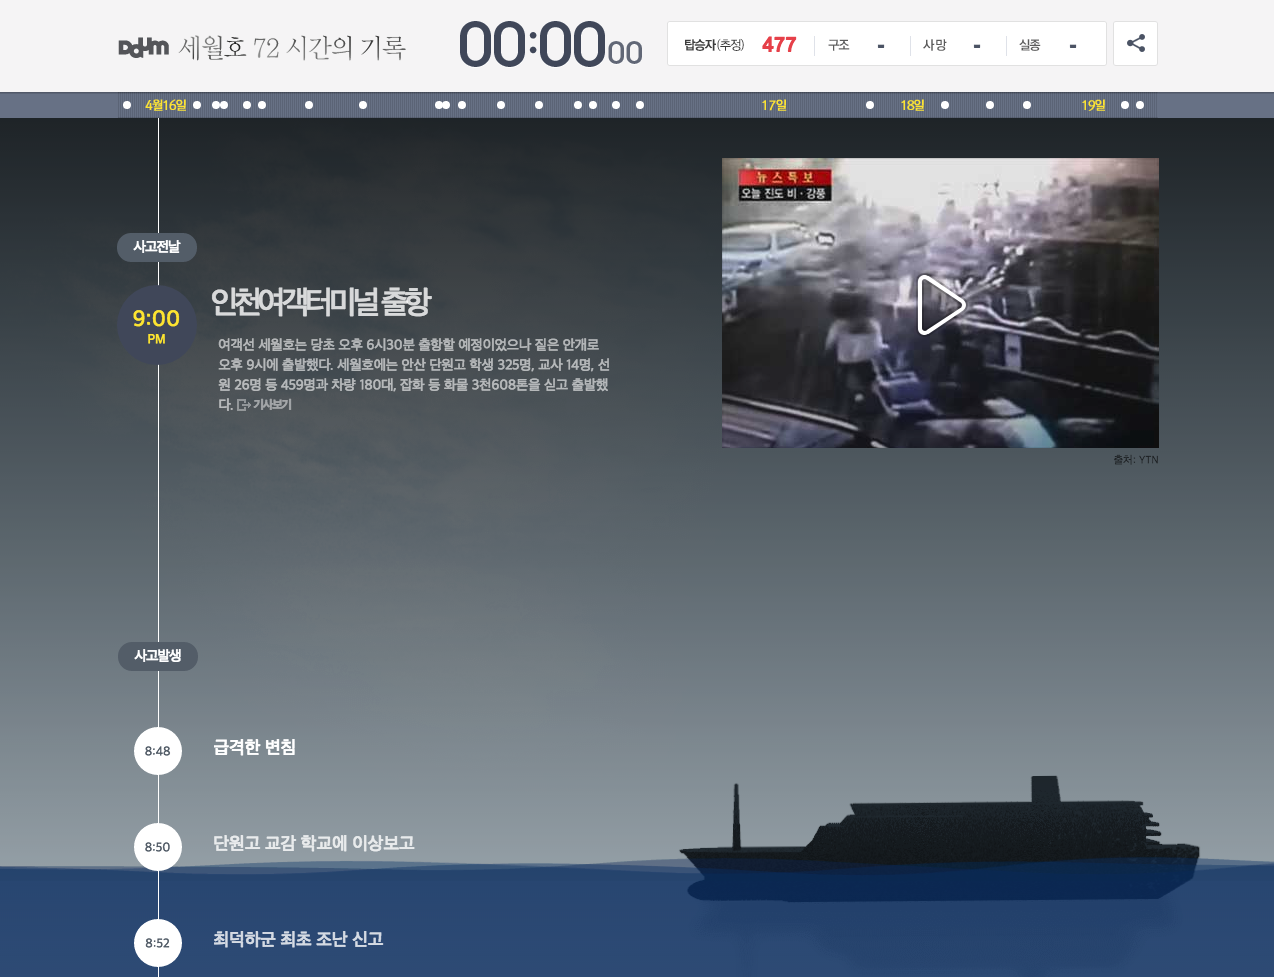 Daum 세월호 72 시간의 기록
00:00 00
탑승자(추정) 477 구조 - 사망 - 실종 -
4월16일 17일 18일 19일
뉴스특보
오늘 진도 비·강풍
사고전날
9:00
PM
인천여객터미널 출항
여객선 세월호는 당초 오후 6시30분 출항할 예정이었으나 짙은 안개로
오후 9시에 출발했다. 세월호에는 안산 단원고 학생 325명, 교사 14명, 선
원 26명 등 459명과 차량 180대, 잡화 등 화물 3천608톤을 싣고 출발했
다. 기사보기
출처: YTN
사고발생
8:48 급격한 변침
8:50 단원고 교감 학교에 이상보고
8:52 최덕하군 최초 조난 신고